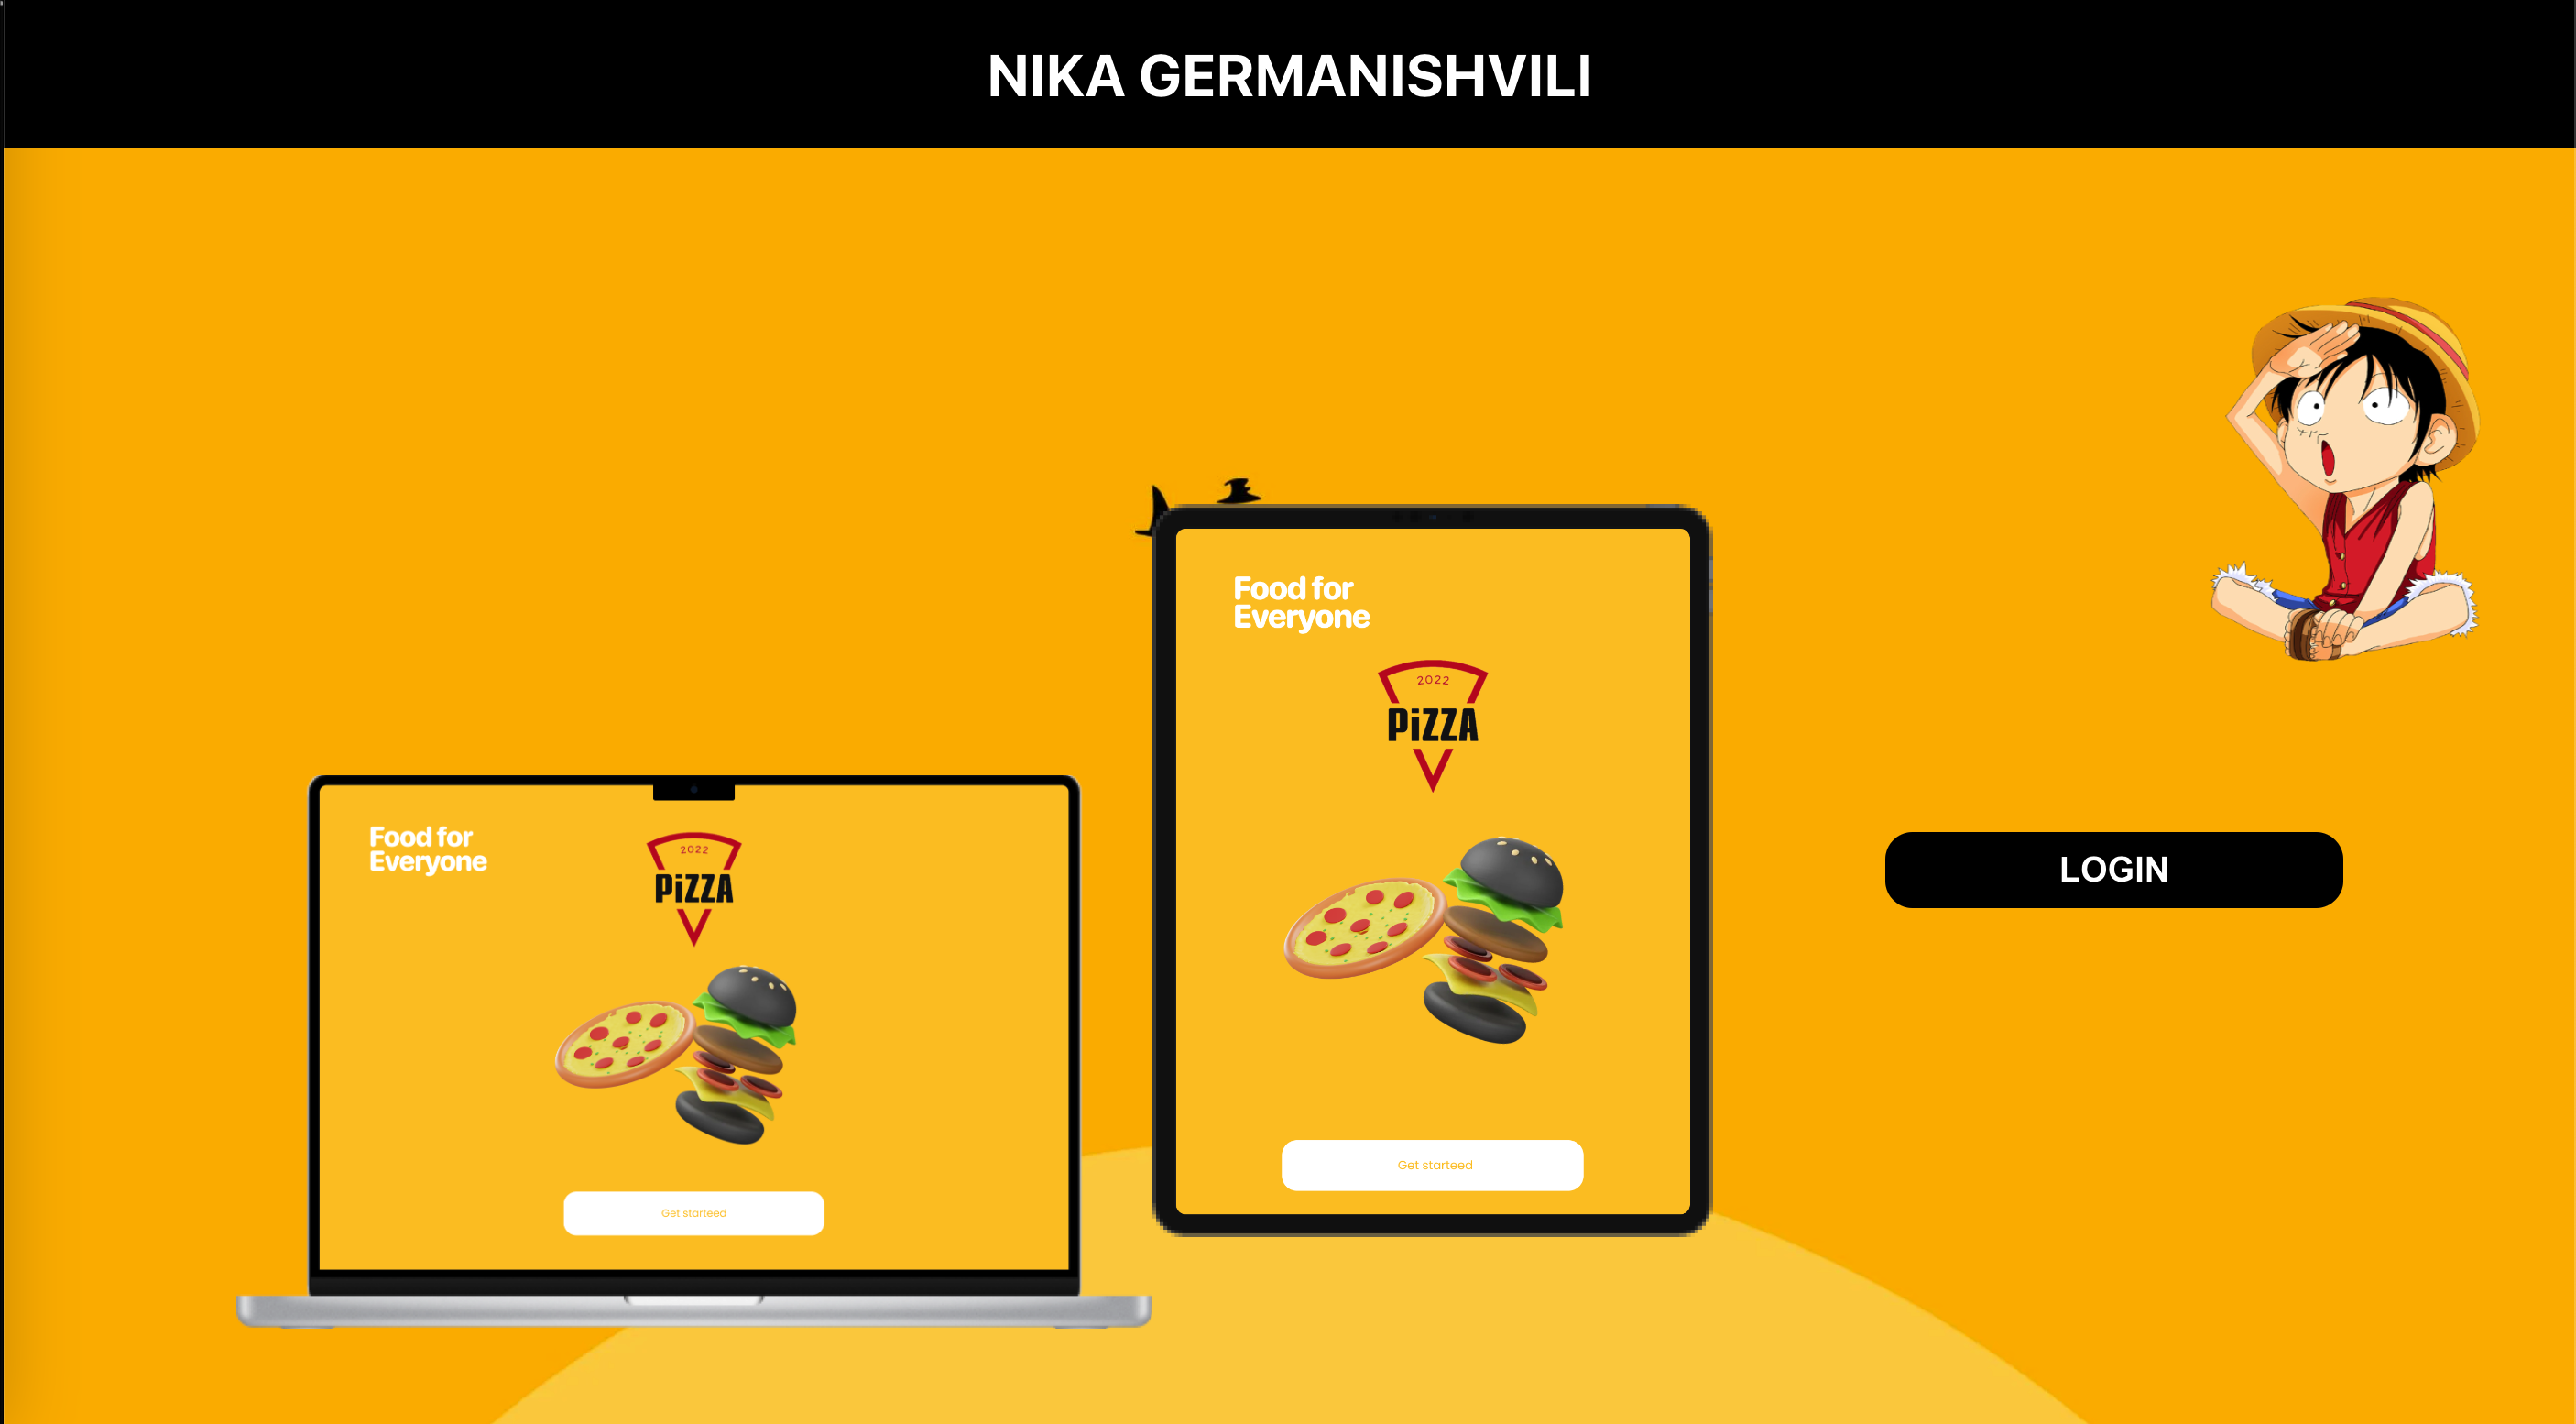 NIKA GERMANISHVILI
Food for
Everyone
2022
PiZZA
Get starteed
Food for
Everyone
2022
PiZZA
Get starteed
LOGIN